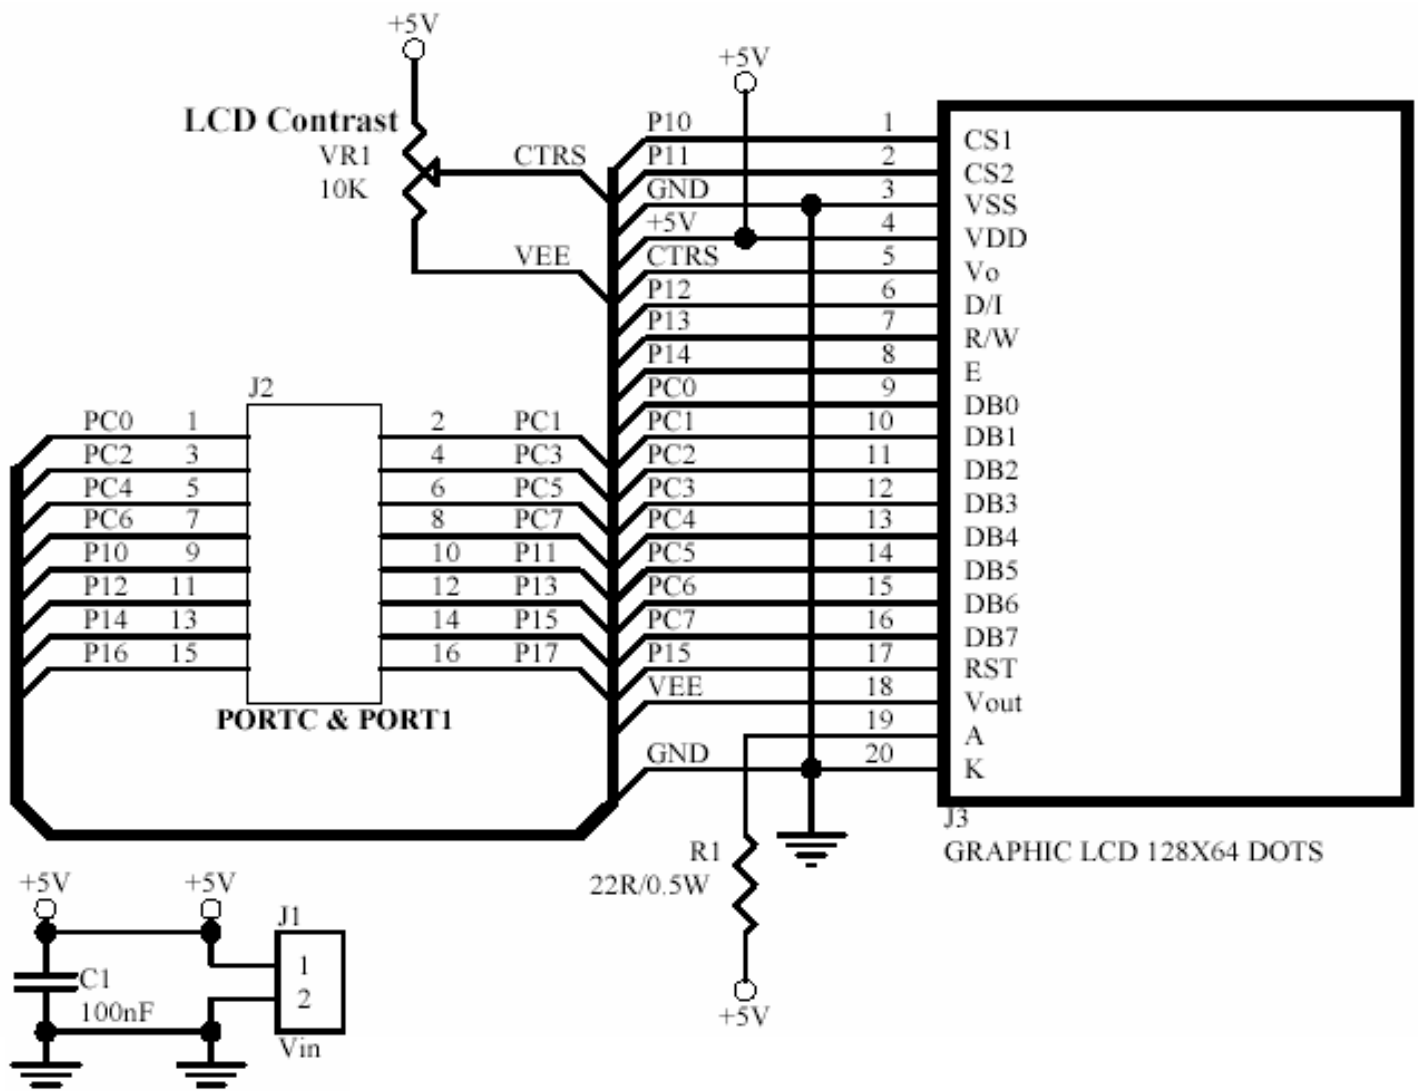 +5V
+5V
LCD Contrast
VR1
10K
CTRS
VEE
P10 1 CS1
P11 2 CS2
GND 3 VSS
+5V 4 VDD
CTRS 5 Vo
P12 6 D/I
P13 7 R/W
P14 8 E
PC0 9 DB0
PC1 10 DB1
PC2 11 DB2
PC3 12 DB3
PC4 13 DB4
PC5 14 DB5
PC6 15 DB6
PC7 16 DB7
P15 17 RST
VEE 18 Vout
19 A
GND 20 K
J3
GRAPHIC LCD 128X64 DOTS
J2
PC0 1 2 PC1
PC2 3 4 PC3
PC4 5 6 PC5
PC6 7 8 PC7
P10 9 10 P11
P12 11 12 P13
P14 13 14 P15
P16 15 16 P17
PORTC & PORT1
R1
22R/0.5W
+5V
+5V
+5V
J1
1
2
C1
100nF
Vin